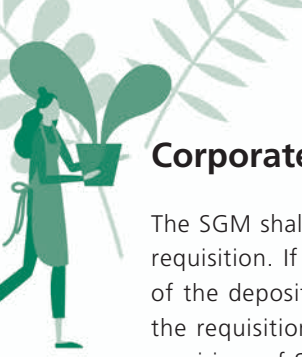 Corporate
The SGM shal
requisition. If
of the deposit
the requisition